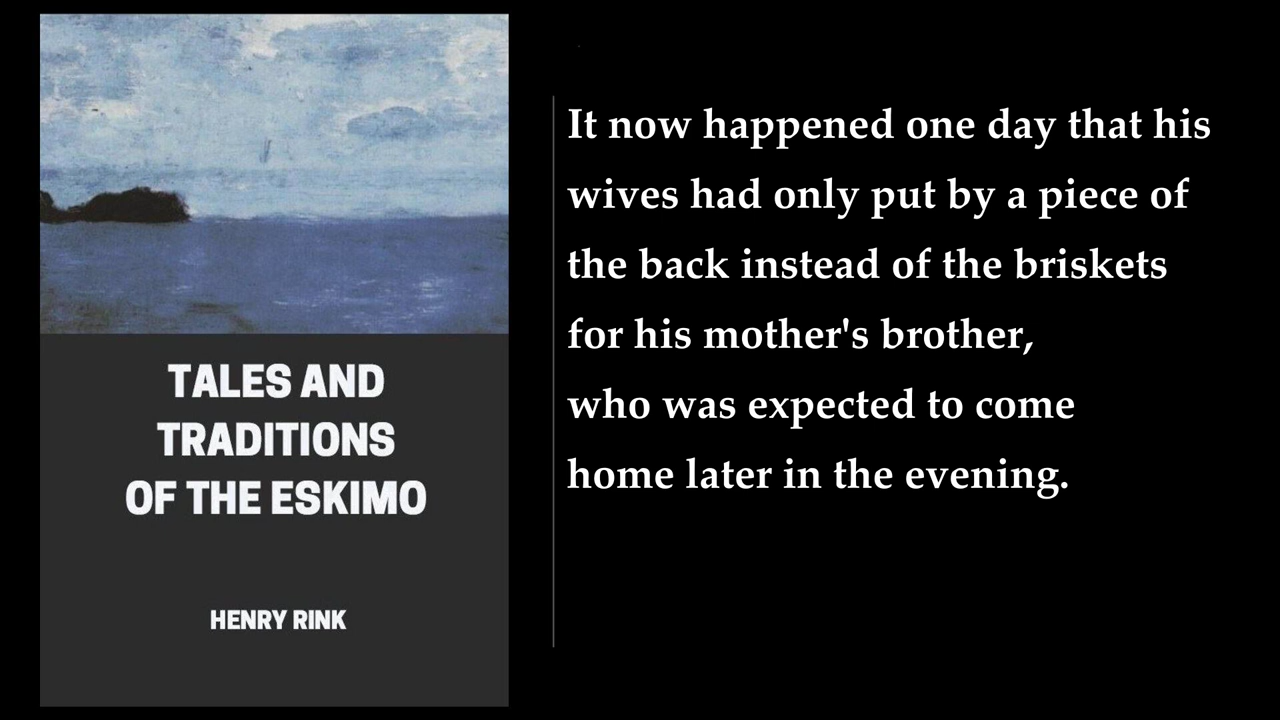 TALES AND
TRADITIONS
OF THE ESKIMO
HENRY RINK
It now happened one day that his
wives had only put by a piece of
the back instead of the briskets
for his mother's brother,
who was expected to come
home later in the evening.